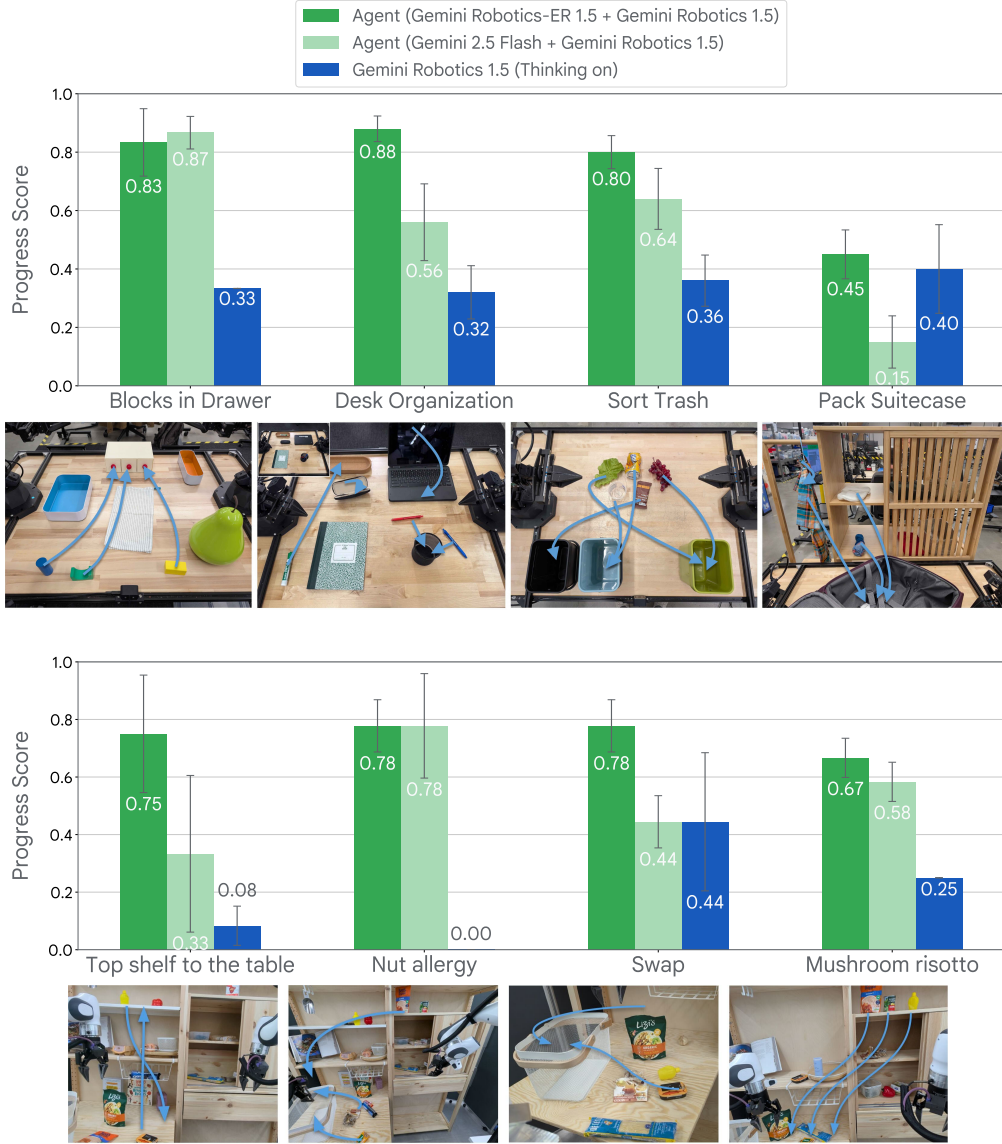 Agent (Gemini Robotics-ER 1.5 + Gemini Robotics 1.5)
Agent (Gemini 2.5 Flash + Gemini Robotics 1.5)
Gemini Robotics 1.5 (Thinking on)
Progress Score
1.0
0.8
0.6
0.4
0.2
0.0
0.83
0.87
0.33
0.88
0.56
0.32
0.80
0.64
0.36
0.45
0.15
0.40
Blocks in Drawer
Desk Organization
Sort Trash
Pack Suitecase
Progress Score
1.0
0.8
0.6
0.4
0.2
0.0
0.75
0.33
0.08
0.78
0.78
0.00
0.78
0.44
0.44
0.67
0.58
0.25
Top shelf to the table
Nut allergy
Swap
Mushroom risotto
Lizi's